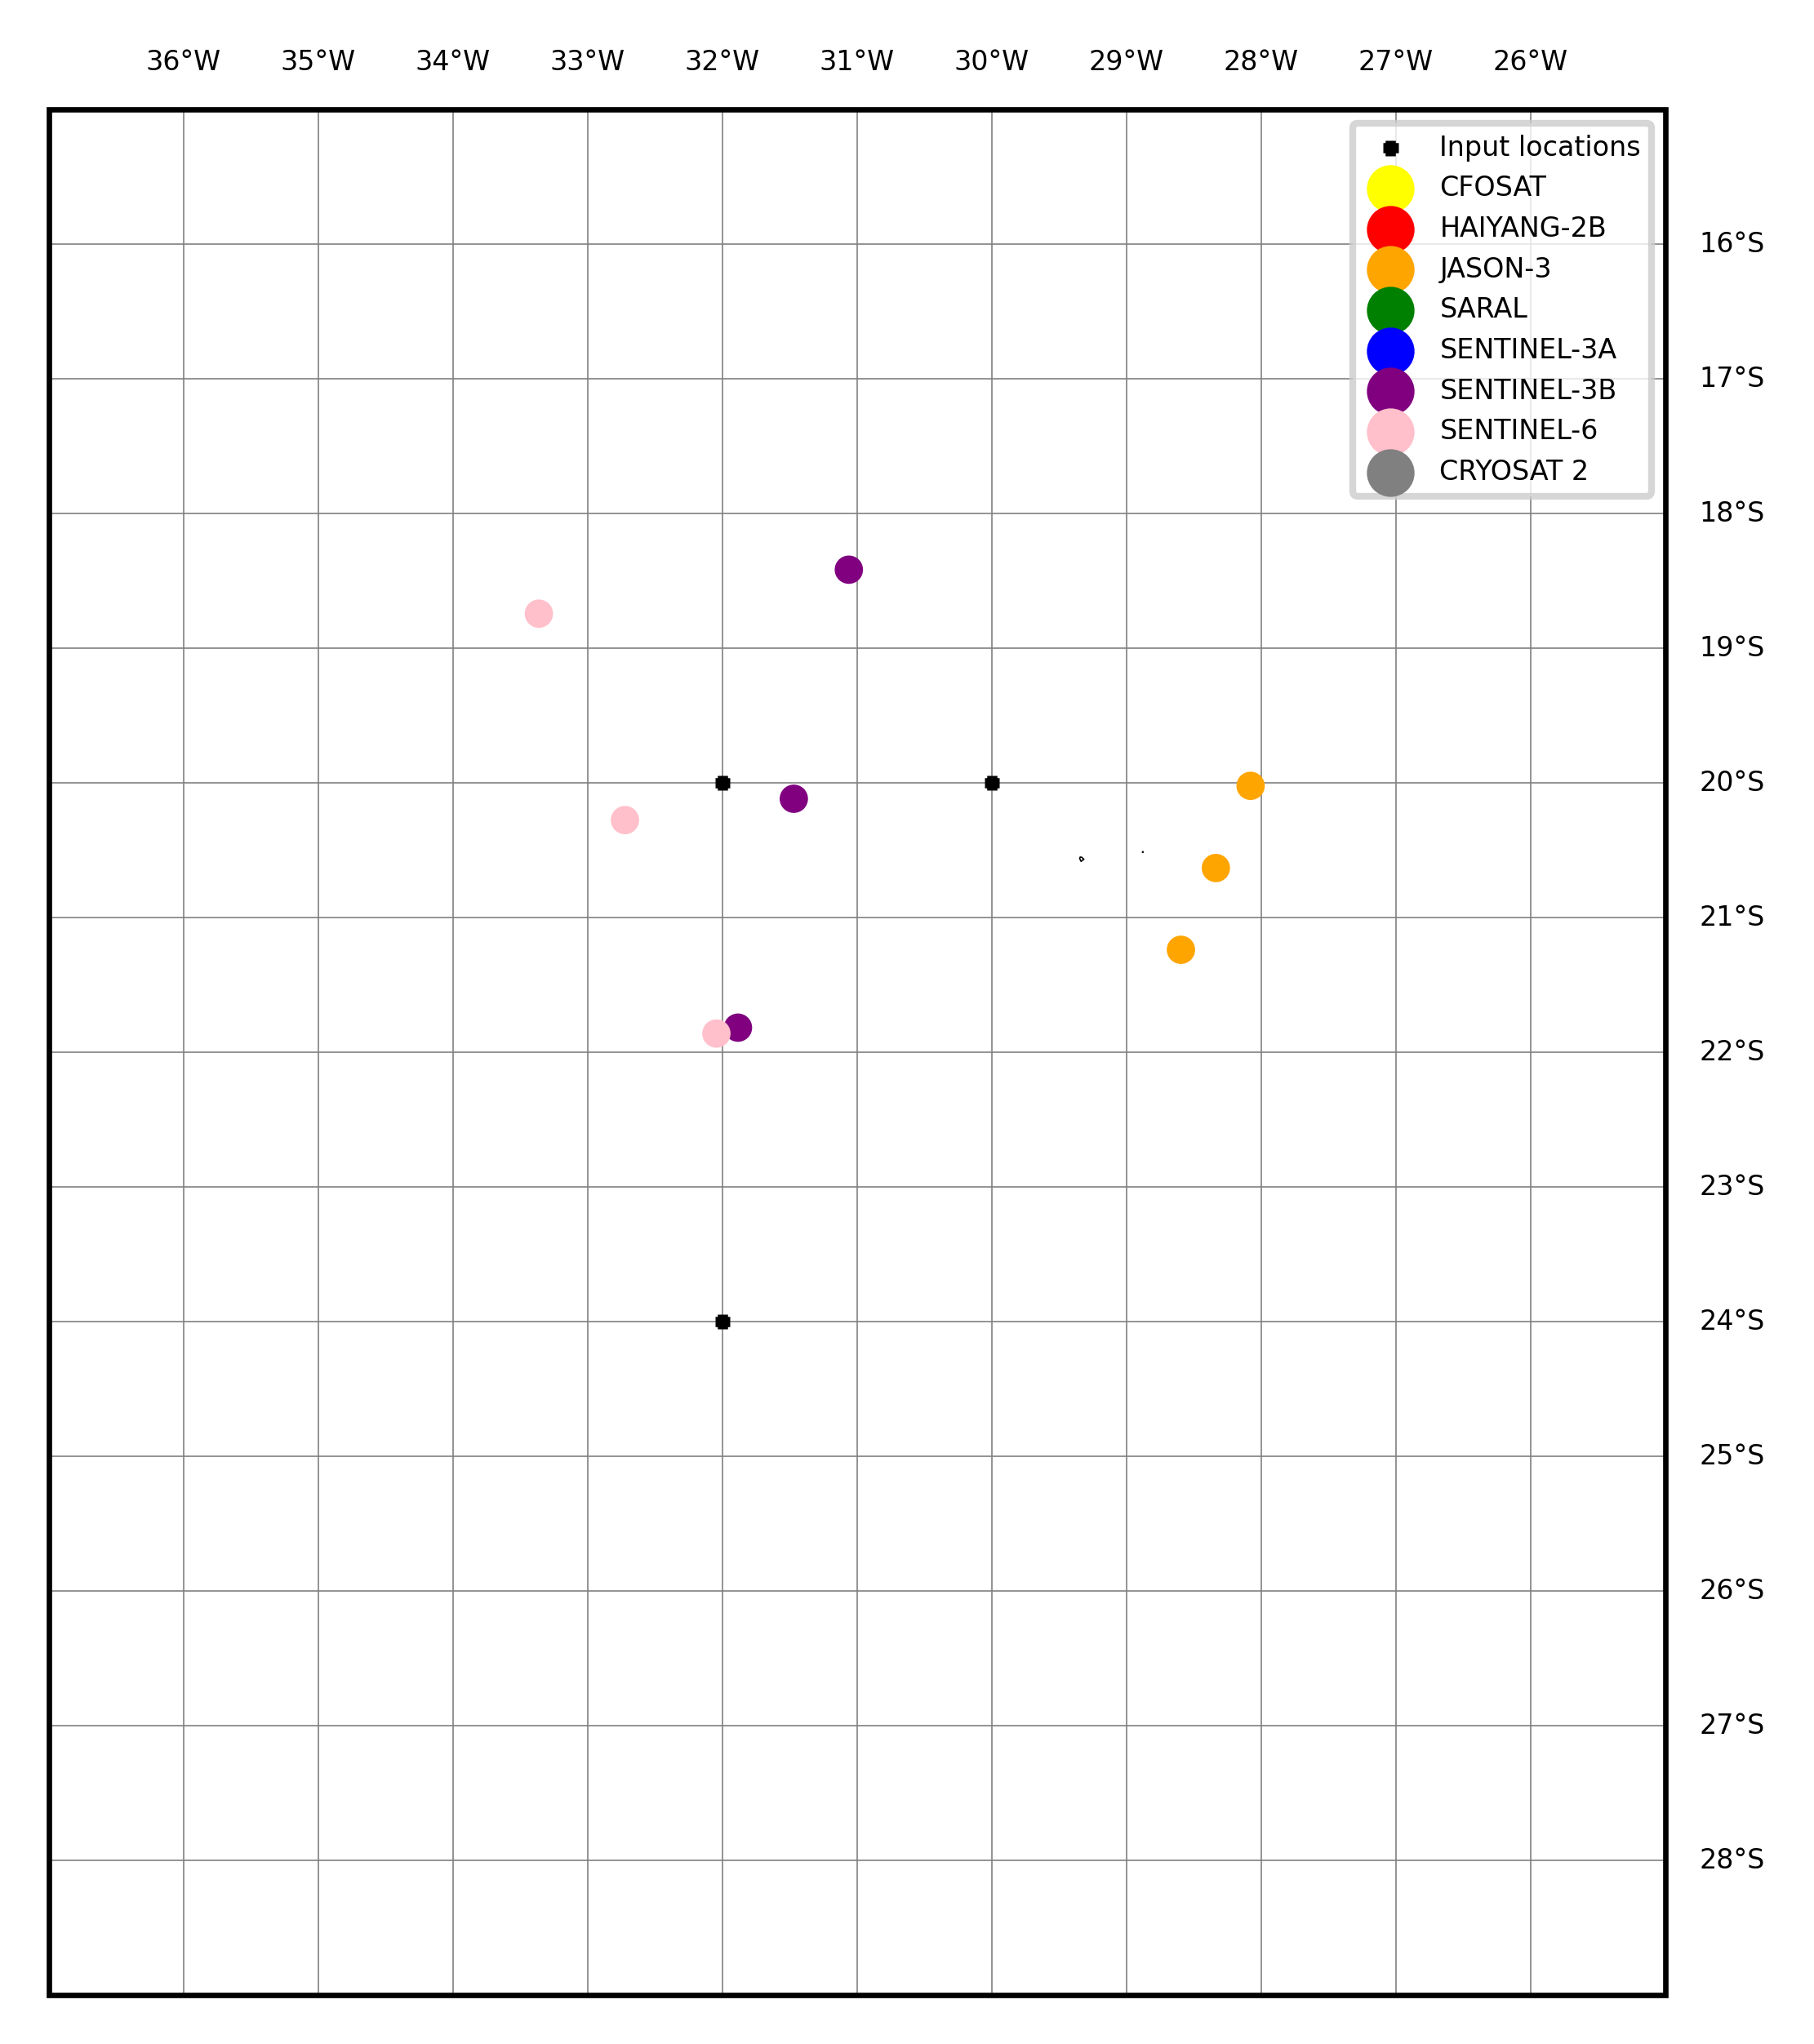 36°W 35°W 34°W 33°W 32°W 31°W 30°W 29°W 28°W 27°W 26°W
Input locations
CFOSAT
HAIYANG-2B
JASON-3
SARAL
SENTINEL-3A
SENTINEL-3B
SENTINEL-6
CRYOSAT 2
16°S
17°S
18°S
19°S
20°S
21°S
22°S
23°S
24°S
25°S
26°S
27°S
28°S